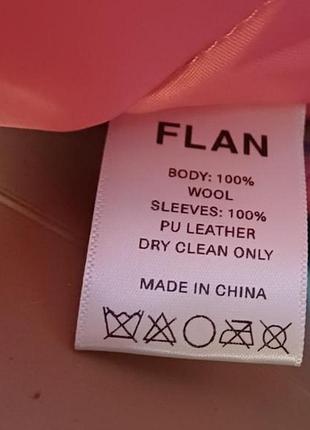 FLAN
BODY: 100%
WOOL
SLEEVES: 100%
PU LEATHER
DRY CLEAN ONLY
MADE IN CHINA